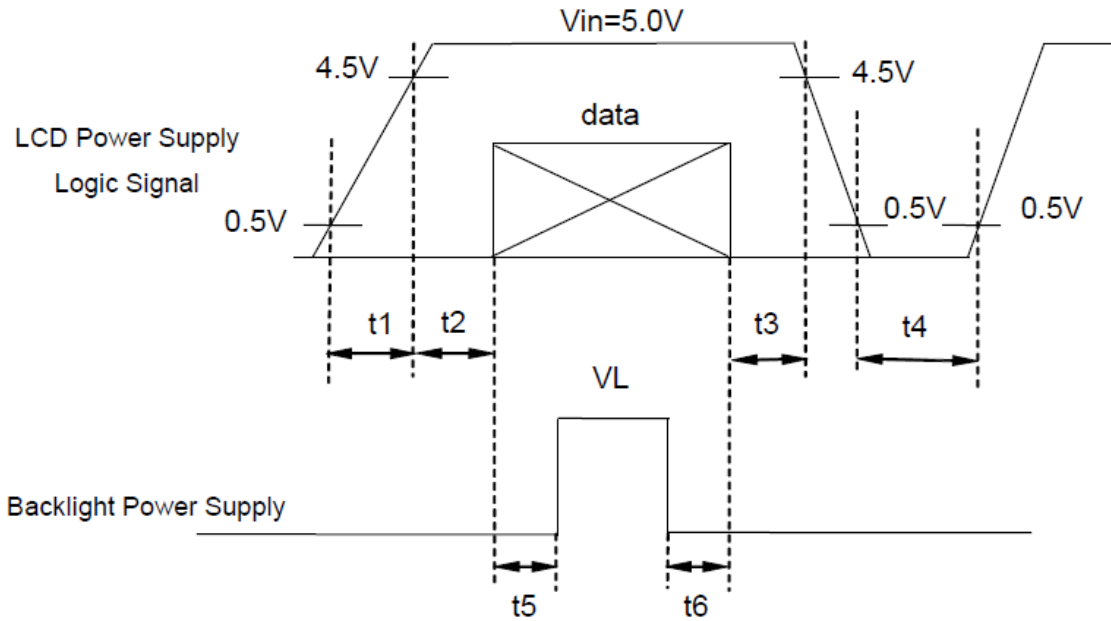 Vin=5.0V
4.5V
4.5V
data
LCD Power Supply
Logic Signal
0.5V
0.5V
0.5V
t1
t2
t3
t4
VL
Backlight Power Supply
t5
t6